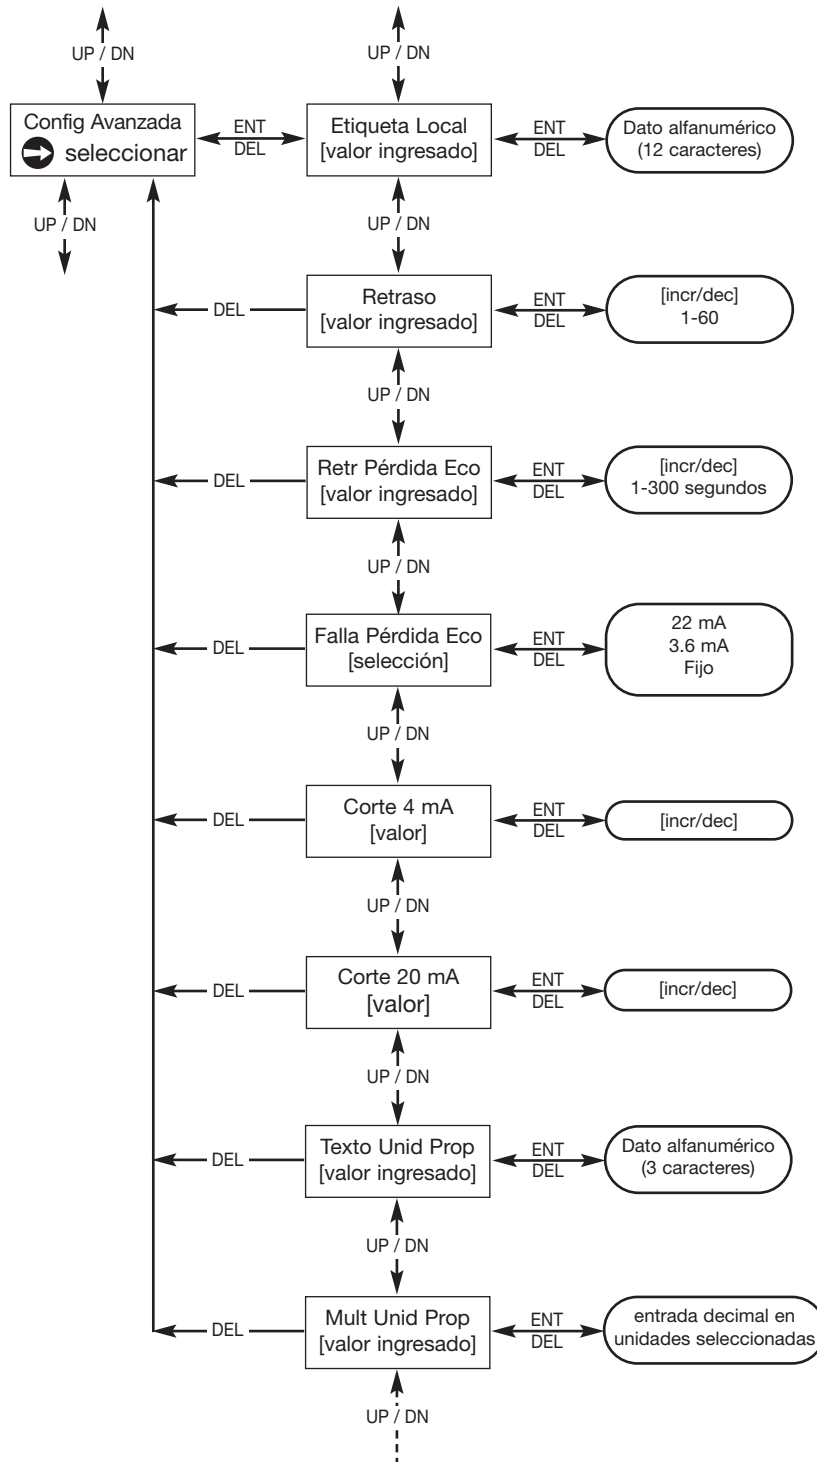 UP / DN
UP / DN
Config Avanzada
seleccionar
ENT
DEL
Etiqueta Local
[valor ingresado]
ENT
DEL
Dato alfanumérico
(12 caracteres)
UP / DN
UP / DN
DEL
Retraso
[valor ingresado]
ENT
DEL
[incr/dec]
1-60
UP / DN
DEL
Retr Pérdida Eco
[valor ingresado]
ENT
DEL
[incr/dec]
1-300 segundos
UP / DN
DEL
Falla Pérdida Eco
[selección]
ENT
DEL
22 mA
3.6 mA
Fijo
UP / DN
DEL
Corte 4 mA
[valor]
ENT
DEL
[incr/dec]
UP / DN
DEL
Corte 20 mA
[valor]
ENT
DEL
[incr/dec]
UP / DN
DEL
Texto Unid Prop
[valor ingresado]
ENT
DEL
Dato alfanumérico
(3 caracteres)
UP / DN
DEL
Mult Unid Prop
[valor ingresado]
ENT
DEL
entrada decimal en
unidades seleccionadas
UP / DN